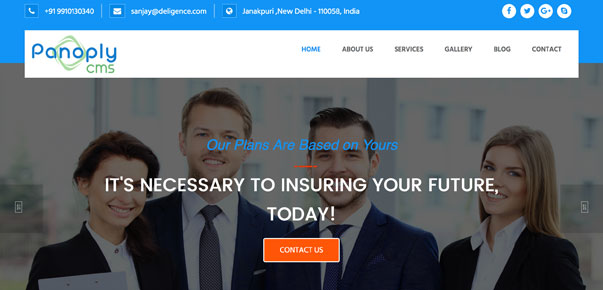 +91 9910130340 sanjay@deligence.com Janakpuri ,New Delhi - 110058, India
Panoply
cms
HOME ABOUT US SERVICES GALLERY BLOG CONTACT
Our Plans Are Based on Yours
IT'S NECESSARY TO INSURING YOUR FUTURE,
TODAY!
CONTACT US